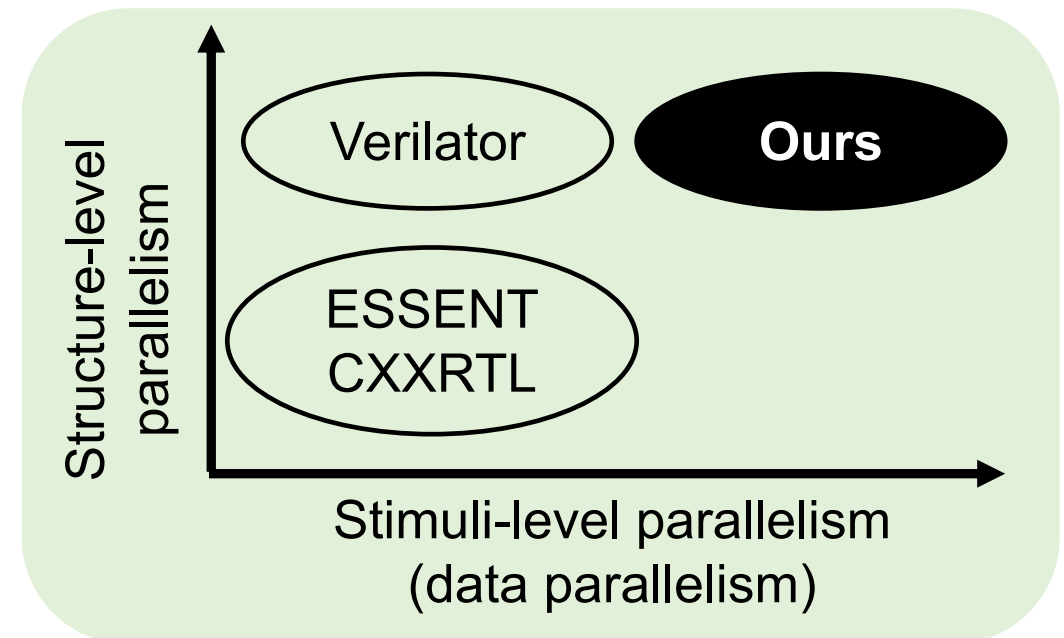 Structure-level
parallelism
Verilator
Ours
ESSENT
CXXRTL
Stimuli-level parallelism
(data parallelism)